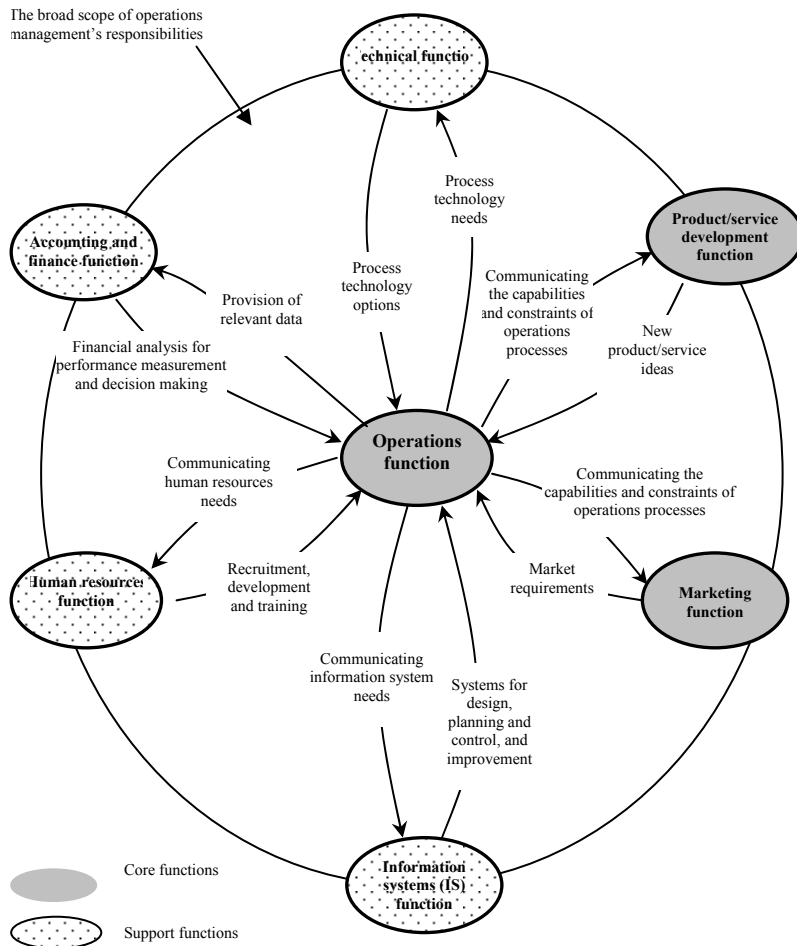 The broad scope of operations
management's responsibilities
echnical functio
Process
technology
needs
Product/service
development
function
Accounting and
finance function
Process
technology
options
Communicating
the capabilities
and constraints of
operations
processes
Provision of
relevant data
New
product/service
ideas
Financial analysis for
performance measurement
and decision making
Operations
function
Communicating
human resources
needs
Communicating the
capabilities and constraints of
operations processes
Recruitment,
development
and training
Market
requirements
Human resources
function
Marketing
function
Communicating
information system
needs
Systems for
design,
planning and
control, and
improvement
Information
systems (IS)
function
Core functions
Support functions